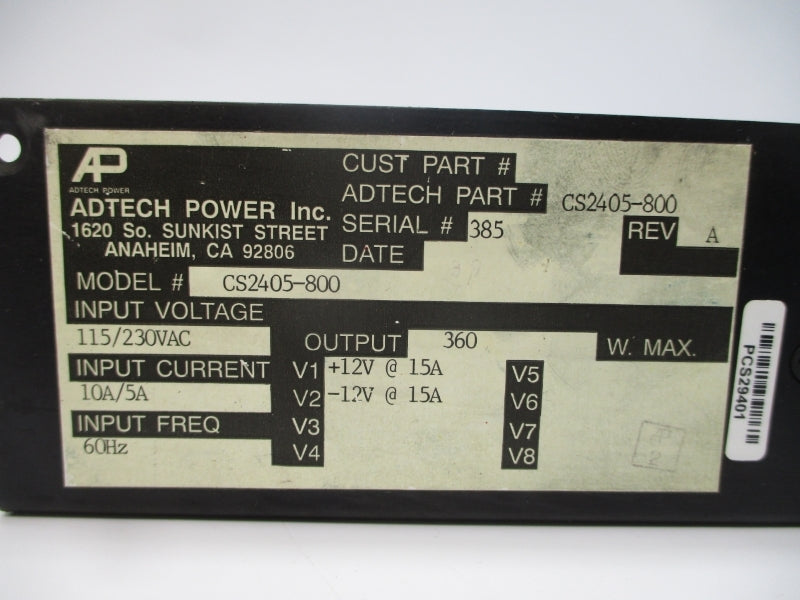 AP
ADTECH POWER
ADTECH POWER Inc.
1620 So. SUNKIST STREET
ANAHEIM, CA 92806
CUST PART #
ADTECH PART # CS2405-800
SERIAL # 385 REV A
DATE
MODEL # CS2405-800
INPUT VOLTAGE
115/230VAC OUTPUT 360 W. MAX.
INPUT CURRENT V1 +12V @ 15A V5
10A/5A V2 -12V @ 15A V6
INPUT FREQ V3 V7
60Hz V4 V8
PCS29401